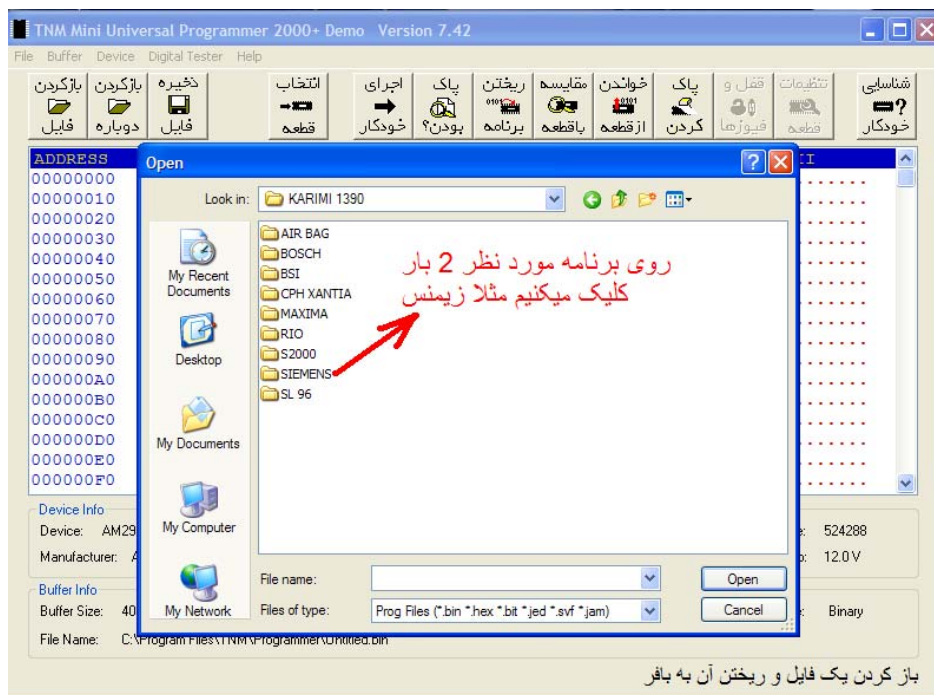 TNM Mini Universal Programmer 2000+ Demo Version 7.42
File Buffer Device Digital Tester Help
بازکردن فایل
بازکردن دوباره
ذخیره فایل
انتخاب قطعه
اجرای خودکار
پاک بودن؟
ریختن برنامه
مقایسه باقطعه
خواندن ازقطعه
پاک کردن
قفل و فیوزها
تنظیمات قطعه
شناسایی خودکار
ADDRESS
00000000
00000010
00000020
00000030
00000040
00000050
00000060
00000070
00000080
00000090
000000A0
000000B0
000000C0
000000D0
000000E0
000000F0
Open
Look in: KARIMI 1390
My Recent Documents
Desktop
My Documents
My Computer
My Network
AIR BAG
BOSCH
BSI
CPH XANTIA
MAXIMA
RIO
S2000
SIEMENS
SL 96
روی برنامه مورد نظر 2 بار
کلیک میکنیم مثلا زیمنس
File name:
Open
Files of type: Prog Files (*.bin *.hex *.bit *.jed *.svf *.jam)
Cancel
Device Info
Device: AM29
524288
Manufacturer: A
12.0 V
Buffer Info
Buffer Size: 40
Binary
File Name: C:\Program Files\TNM\Programmer\Untitled.bin
باز کردن یک فایل و ریختن آن به بافر